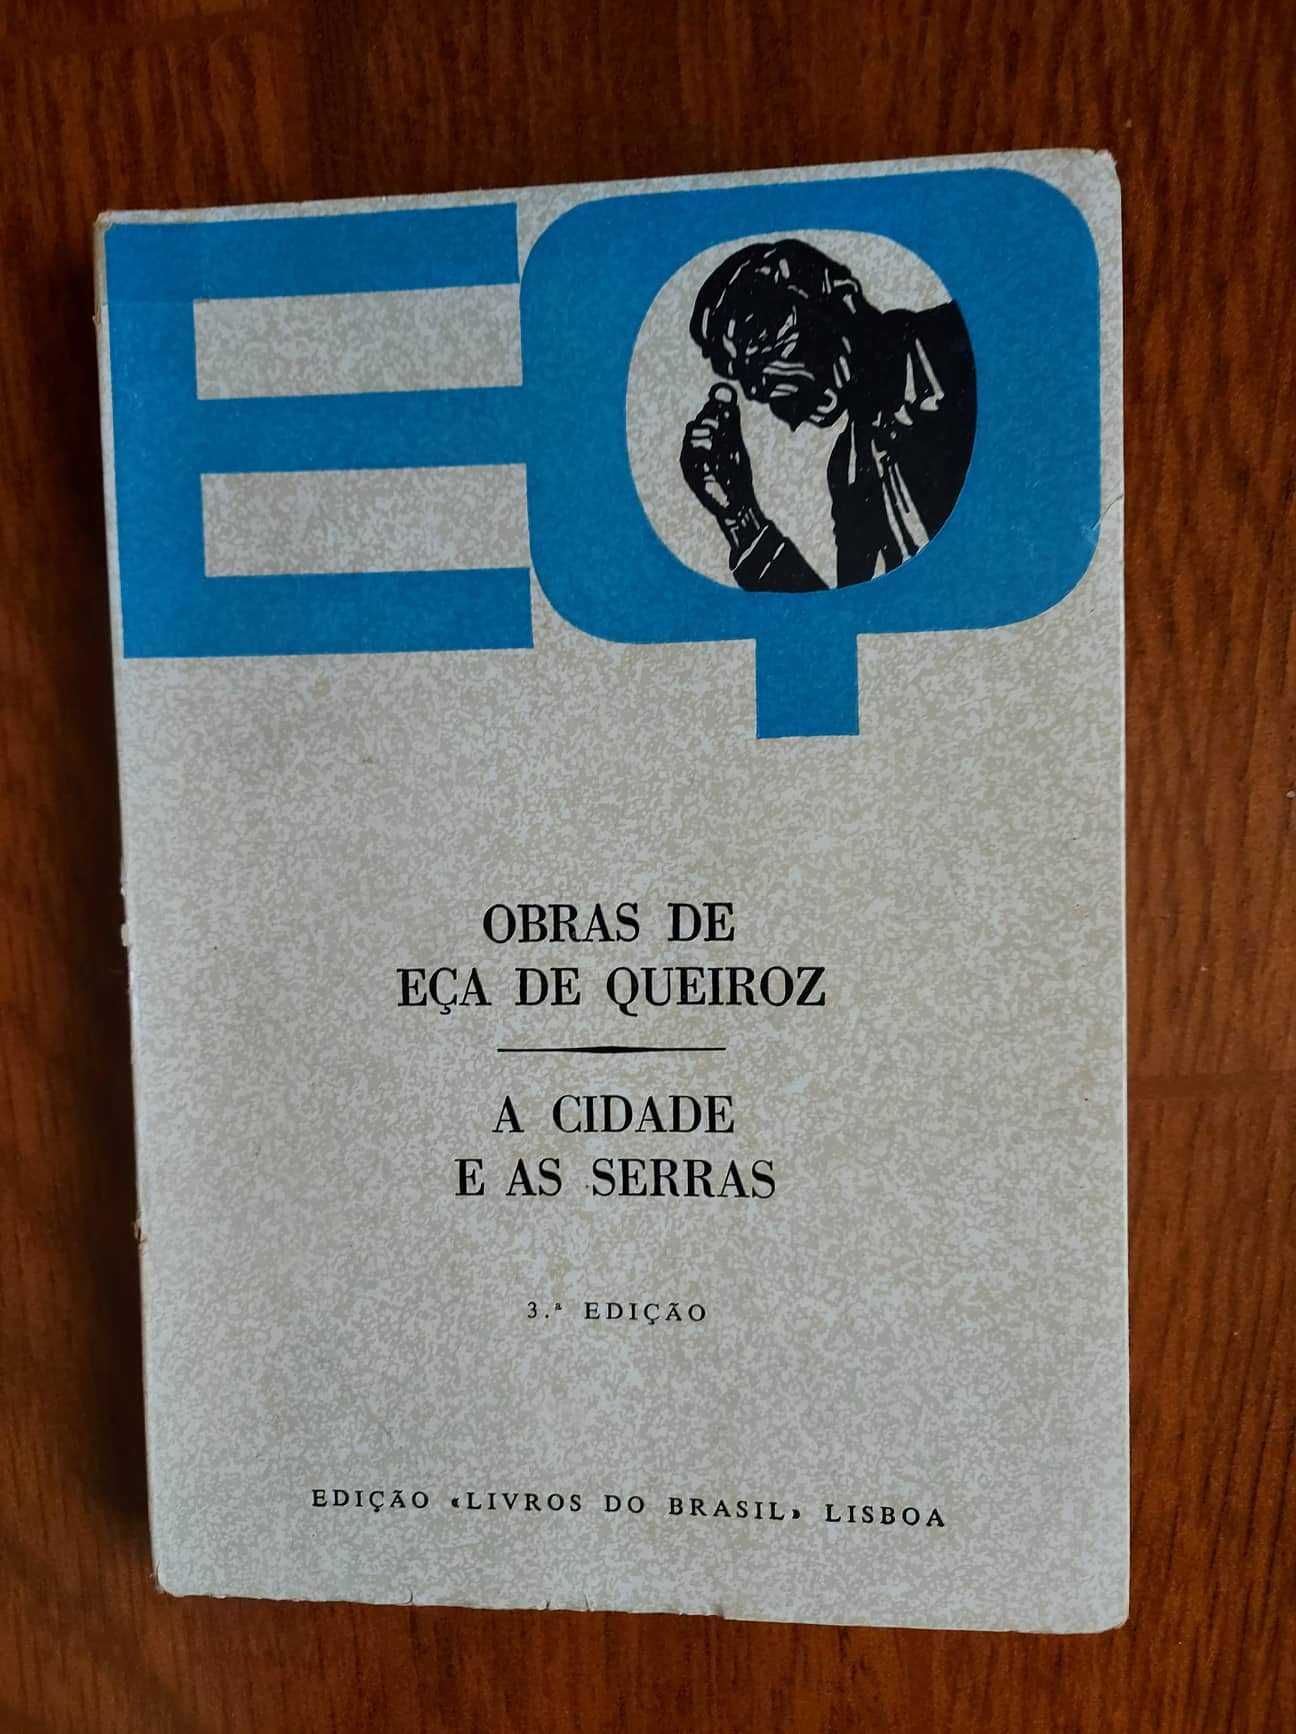 EQ
OBRAS DE
EÇA DE QUEIROZ
A CIDADE
E AS SERRAS
3.ª EDIÇÃO
EDIÇÃO «LIVROS DO BRASIL» LISBOA